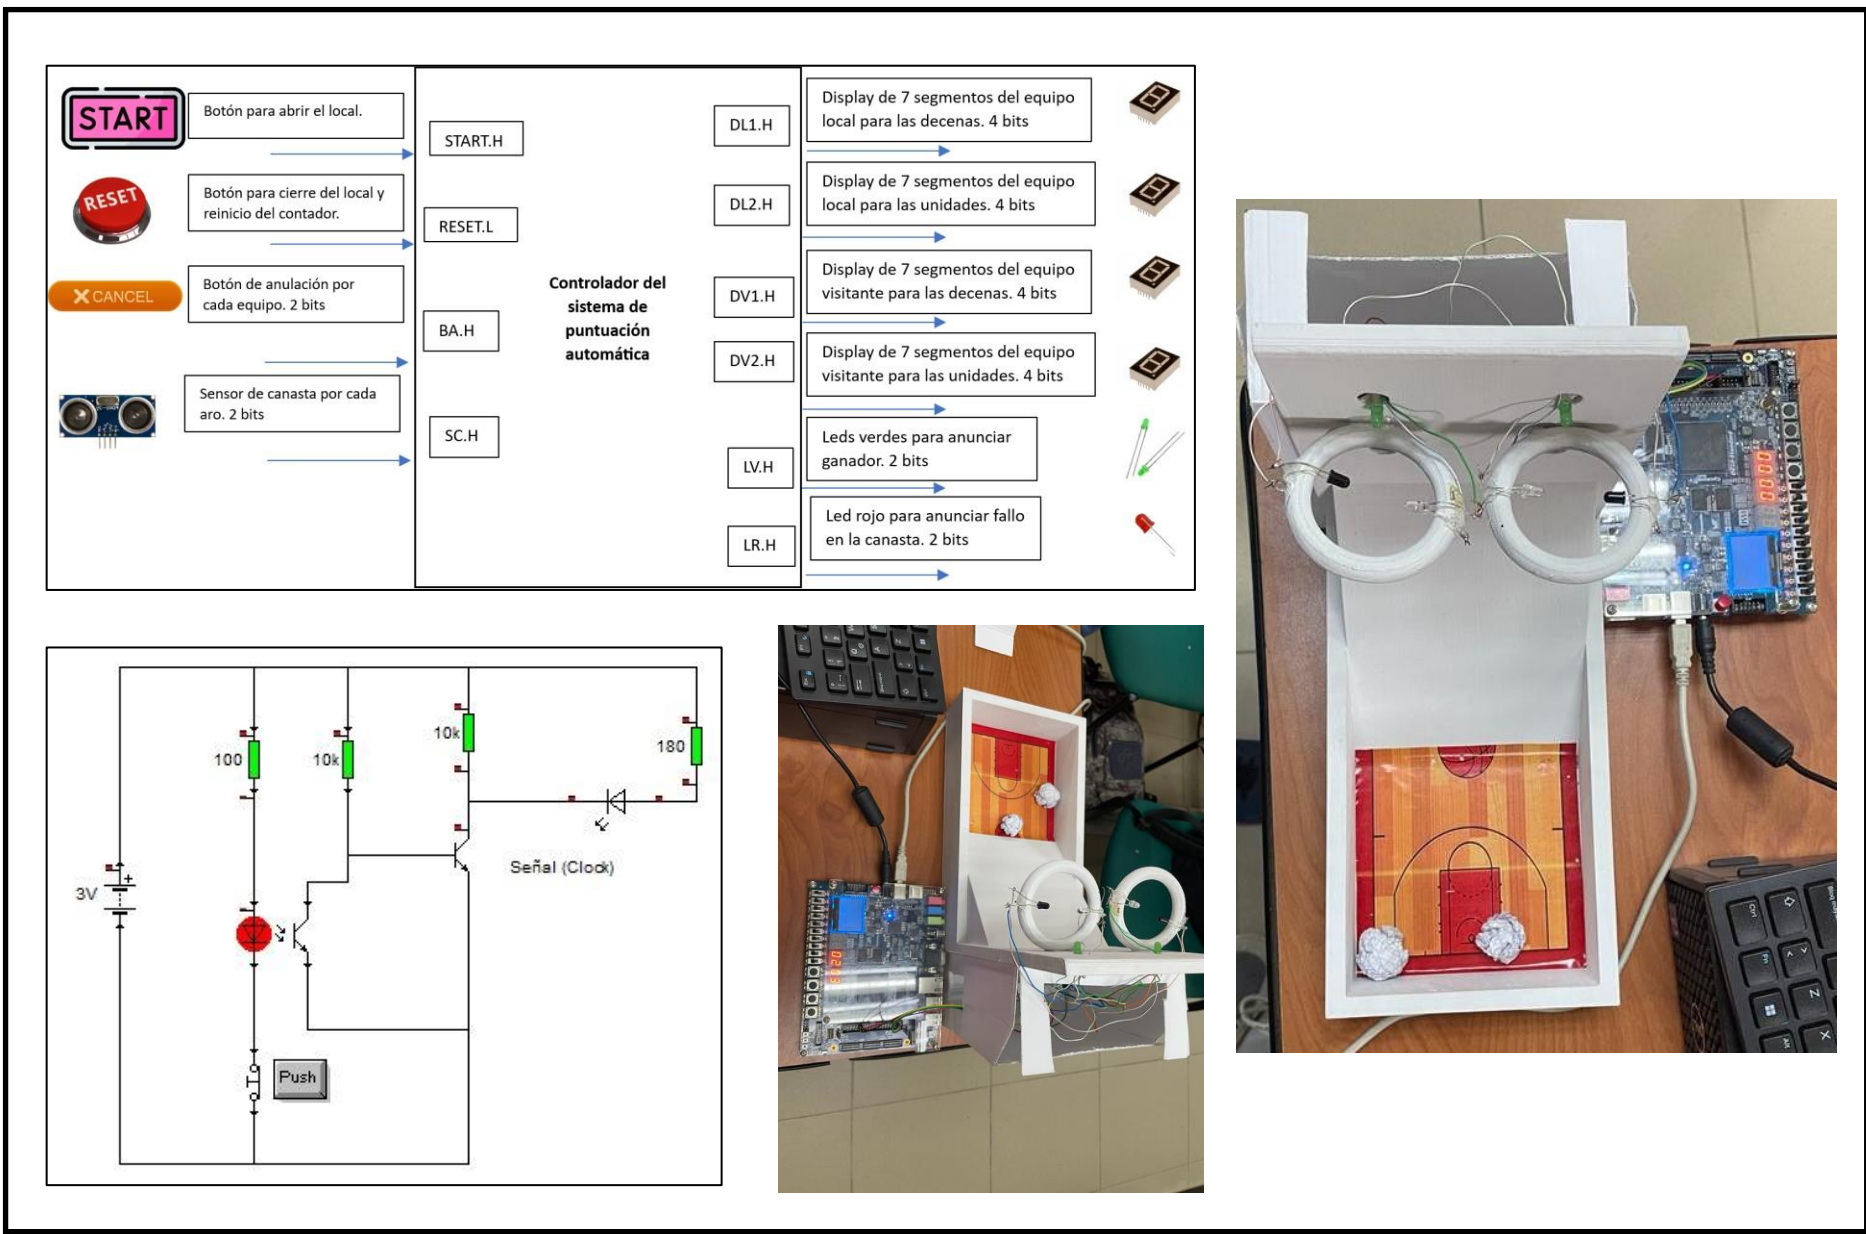 START
Botón para abrir el local.
START.H
RESET
Botón para cierre del local y
reinicio del contador.
RESET.L
CANCEL
Botón de anulación por
cada equipo. 2 bits
BA.H
Sensor de canasta por cada
aro. 2 bits
SC.H
Controlador del
sistema de
puntuación
automática
DL1.H
Display de 7 segmentos del equipo
local para las decenas. 4 bits
DL2.H
Display de 7 segmentos del equipo
local para las unidades. 4 bits
DV1.H
Display de 7 segmentos del equipo
visitante para las decenas. 4 bits
DV2.H
Display de 7 segmentos del equipo
visitante para las unidades. 4 bits
LV.H
Leds verdes para anunciar
ganador. 2 bits
LR.H
Led rojo para anunciar fallo
en la canasta. 2 bits
3V
+
100
10k
10k
180
Señal (Clock)
Push
Ctrl
Fn
Alt
Z
X